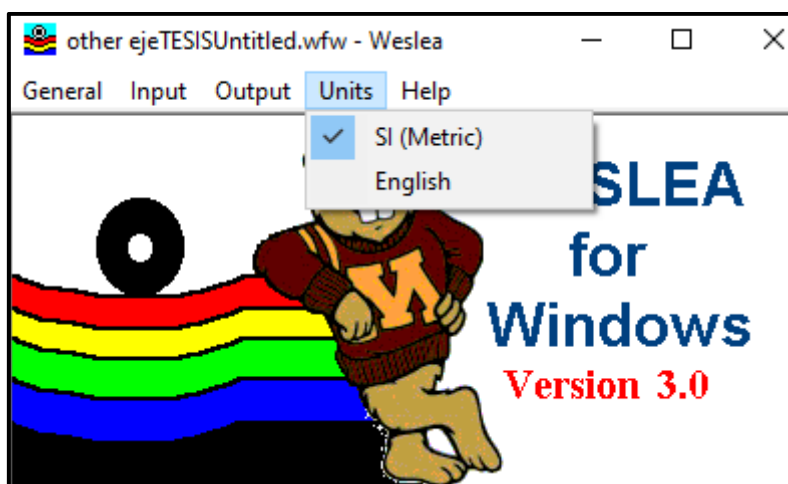 other ejeTESISUntitled.wfw - Weslea
General Input Output Units Help
SI (Metric)
English
SLEA
for
Windows
Version 3.0